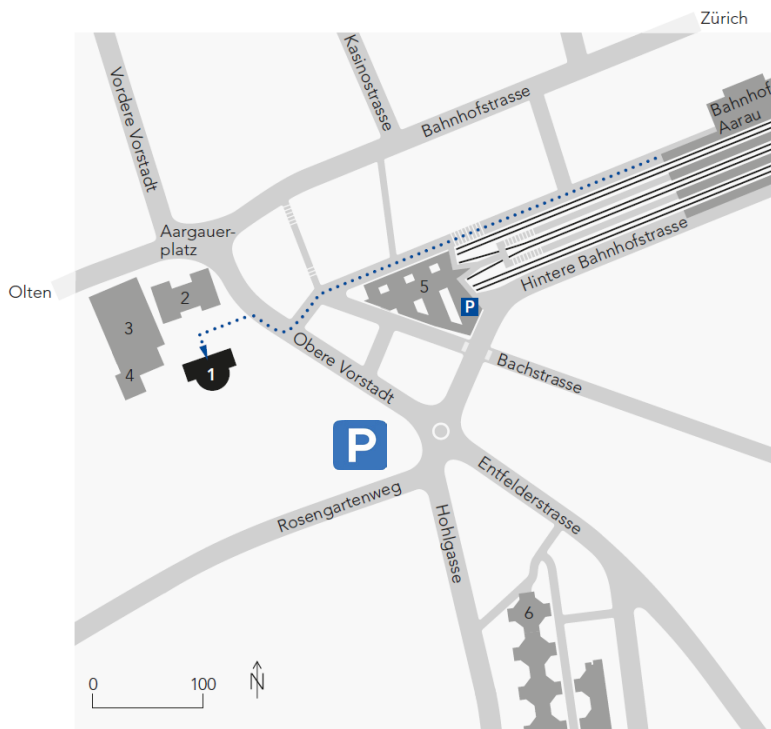 Zürich
Kasinostrasse
Vordere Vorstadt
Bahnhofstrasse
Bahnhof
Aarau
Aargauer-
platz
Hintere Bahnhofstrasse
Olten
2
5
P
3
4
1
Obere Vorstadt
Bachstrasse
P
Entfelderstrasse
Rosengartenweg
Hohlgasse
6
0
100
N